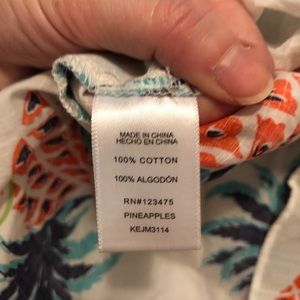 MADE IN CHINA
HECHO EN CHINA
100% COTTON
100% ALGODÓN
RN#123475
PINEAPPLES
KEJM3114